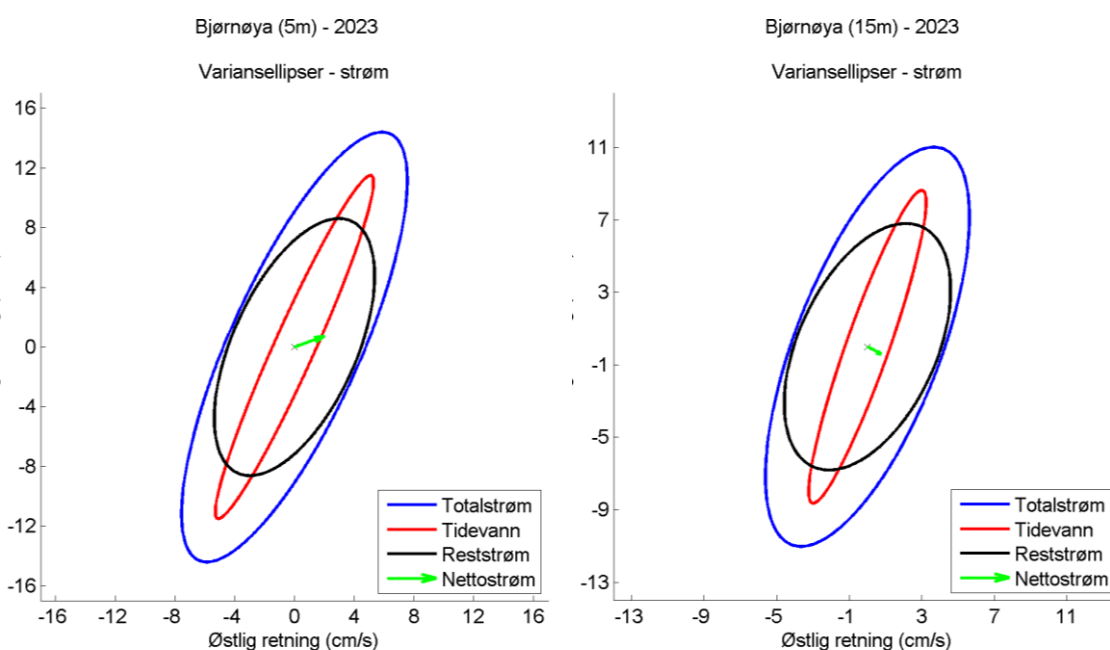 Bjørnøya (5m) - 2023
Variansellipser - strøm
16
12
8
4
0
-4
-8
-12
-16
-16 -12 -8 -4 0 4 8 12 16
Østlig retning (cm/s)
Totalstrøm
Tidevann
Reststrøm
Nettostrøm
Bjørnøya (15m) - 2023
Variansellipser - strøm
11
7
3
-1
-5
-9
-13
-13 -9 -5 -1 3 7 11
Østlig retning (cm/s)
Totalstrøm
Tidevann
Reststrøm
Nettostrøm